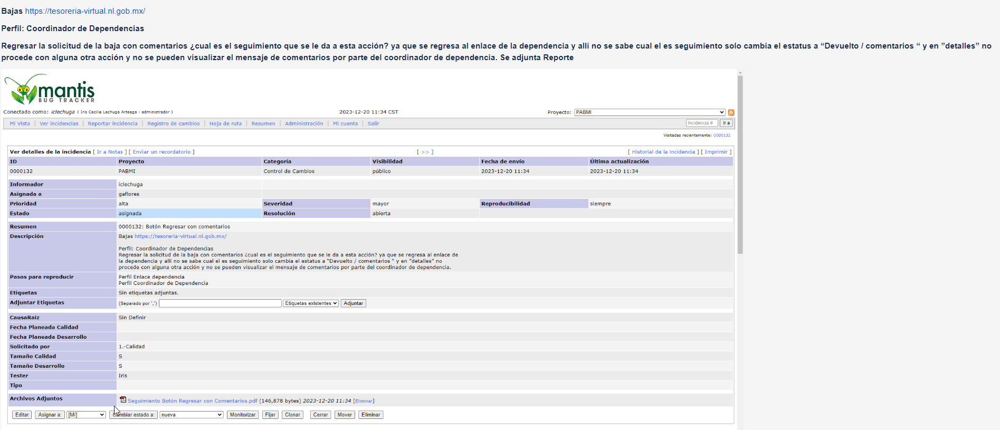 Bajas https://tesoreria-virtual.nl.gob.mx/
Perfil: Coordinador de Dependencias
Regresar la solicitud de la baja con comentarios ¿cual es el seguimiento que se le da a esta acción? ya que se regresa al enlace de la dependencia y allí no se sabe cual el es seguimiento solo cambia el estatus a “Devuelto / comentarios “ y en ”detalles” no
procede con alguna otra acción y no se pueden visualizar el mensaje de comentarios por parte del coordinador de dependencia. Se adjunta Reporte
mantis
BUG TRACKER
Conectado como: iclechuga ( Iris Cecilia Lechuga Arteaga - administrador ) 2023-12-20 11:34 CST Proyecto: PABMI
Mi Vista | Ver incidencias | Reportar incidencia | Registro de cambios | Hoja de ruta | Resumen | Administración | Mi cuenta | Salir Incidencia # Ir a
Visitadas recientemente: 0000132
Ver detalles de la incidencia [ Ir a Notas ] [ Enviar un recordatorio ] [ >> ] [ Historial de la incidencia ] [ Imprimir ]
ID Proyecto Categoría Visibilidad Fecha de envío Última actualización
0000132 PABMI Control de Cambios público 2023-12-20 11:34 2023-12-20 11:34
Informador iclechuga
Asignada a gaflores
Prioridad alta Severidad mayor Reproducibilidad siempre
Estado asignada Resolución abierta
Resumen 0000132: Botón Regresar con comentarios
Descripción Bajas https://tesoreria-virtual.nl.gob.mx/
Perfil: Coordinador de Dependencias
Regresar la solicitud de la baja con comentarios ¿cual es el seguimiento que se le da a esta acción? ya que se regresa al enlace de
la dependencia y allí no se sabe cual el es seguimiento solo cambia el estatus a “Devuelto / comentarios “ y en ”detalles” no
procede con alguna otra acción y no se pueden visualizar el mensaje de comentarios por parte del coordinador de dependencia.
Pasos para reproducir Perfil Enlace dependencia
Perfil Coordinador de Dependencia
Etiquetas Sin etiquetas adjuntas.
Adjuntar Etiquetas (Separado por ',') Etiquetas existentes Adjuntar
CausaRaiz Sin Definir
Fecha Planeada Calidad
Fecha Planeada Desarrollo
Solicitado por 1.-Calidad
Tamaño Calidad S
Tamaño Desarrollo S
Tester Iris
Tipo
Archivos Adjuntos Seguimiento Botón Regresar con Comentarios.pdf (146,878 bytes) 2023-12-20 11:34 [Eliminar]
Editar Asignar a: [Mí] Cambiar estado a: nueva Monitorizar Fijar Clonar Cerrar Mover Eliminar